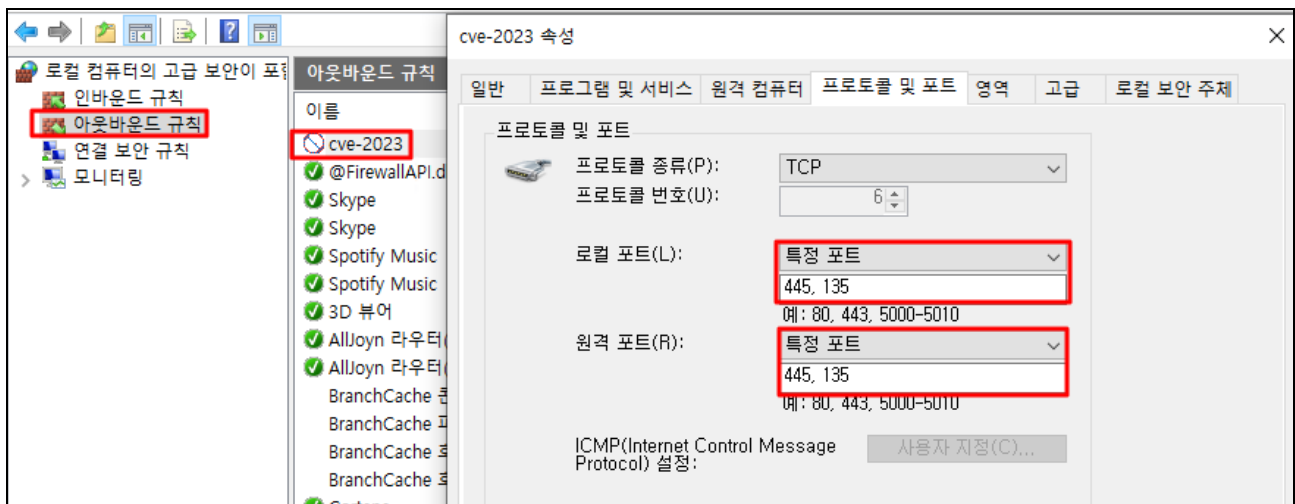 cve-2023 속성
로컬 컴퓨터의 고급 보안이 포함
인바운드 규칙
아웃바운드 규칙
연결 보안 규칙
모니터링
아웃바운드 규칙
이름
cve-2023
@FirewallAPI.d
Skype
Skype
Spotify Music
Spotify Music
3D 뷰어
AllJoyn 라우터(
AllJoyn 라우터(
BranchCache
BranchCache
BranchCache
BranchCache
일반 프로그램 및 서비스 원격 컴퓨터 프로토콜 및 포트 영역 고급 로컬 보안 주체
프로토콜 및 포트
프로토콜 종류(P): TCP
프로토콜 번호(U): 6
로컬 포트(L): 특정 포트
445, 135
예: 80, 443, 5000-5010
원격 포트(R): 특정 포트
445, 135
예: 80, 443, 5000-5010
ICMP(Internet Control Message 사용자 지정(C)...
Protocol) 설정: